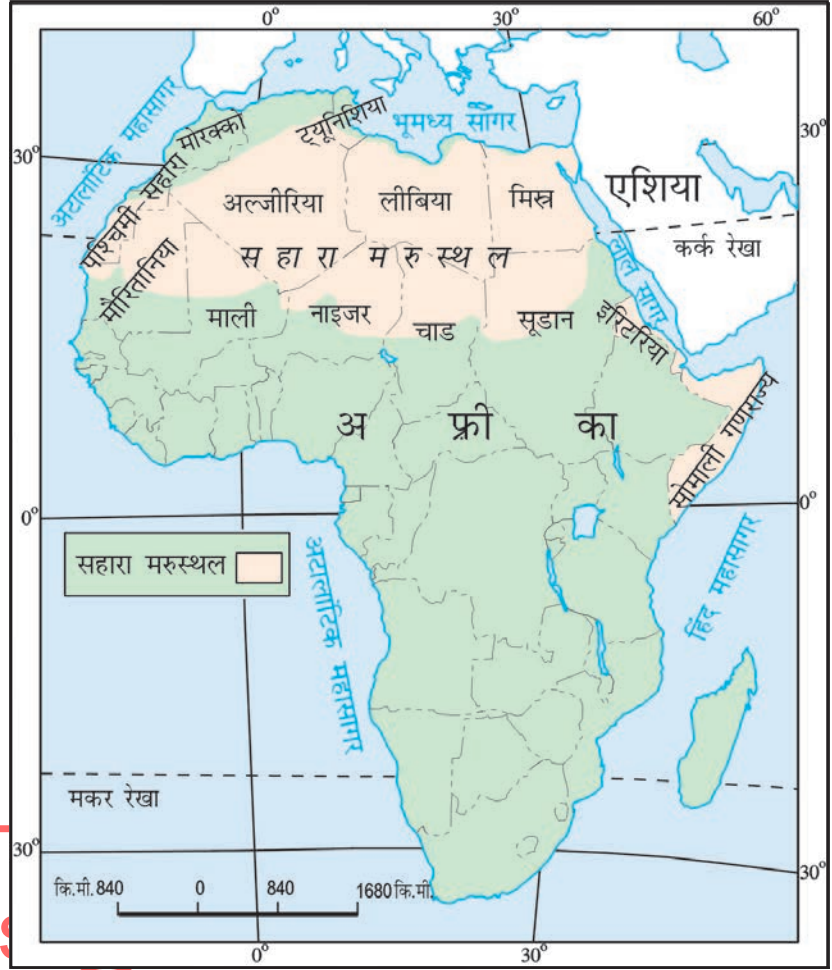 0° 30° 60°
अटलांटिक महासागर
मोरक्को
ट्यूनिशिया
भूमध्य सागर
30° 30°
पश्चिमी सहारा
अल्जीरिया
लीबिया
मिस्र
एशिया
कर्क रेखा
स हा रा म रु स्थ ल
लाल सागर
मौरितानिया
माली
नाइजर
चाड
सूडान
इरिटरिया
अ फ्री का
सोमाली गणराज्य
0° 0°
सहारा मरुस्थल
अटलांटिक महासागर
हिंद महासागर
मकर रेखा
30° 30°
कि.मी. 840 0 840 1680 कि.मी.
0° 30°